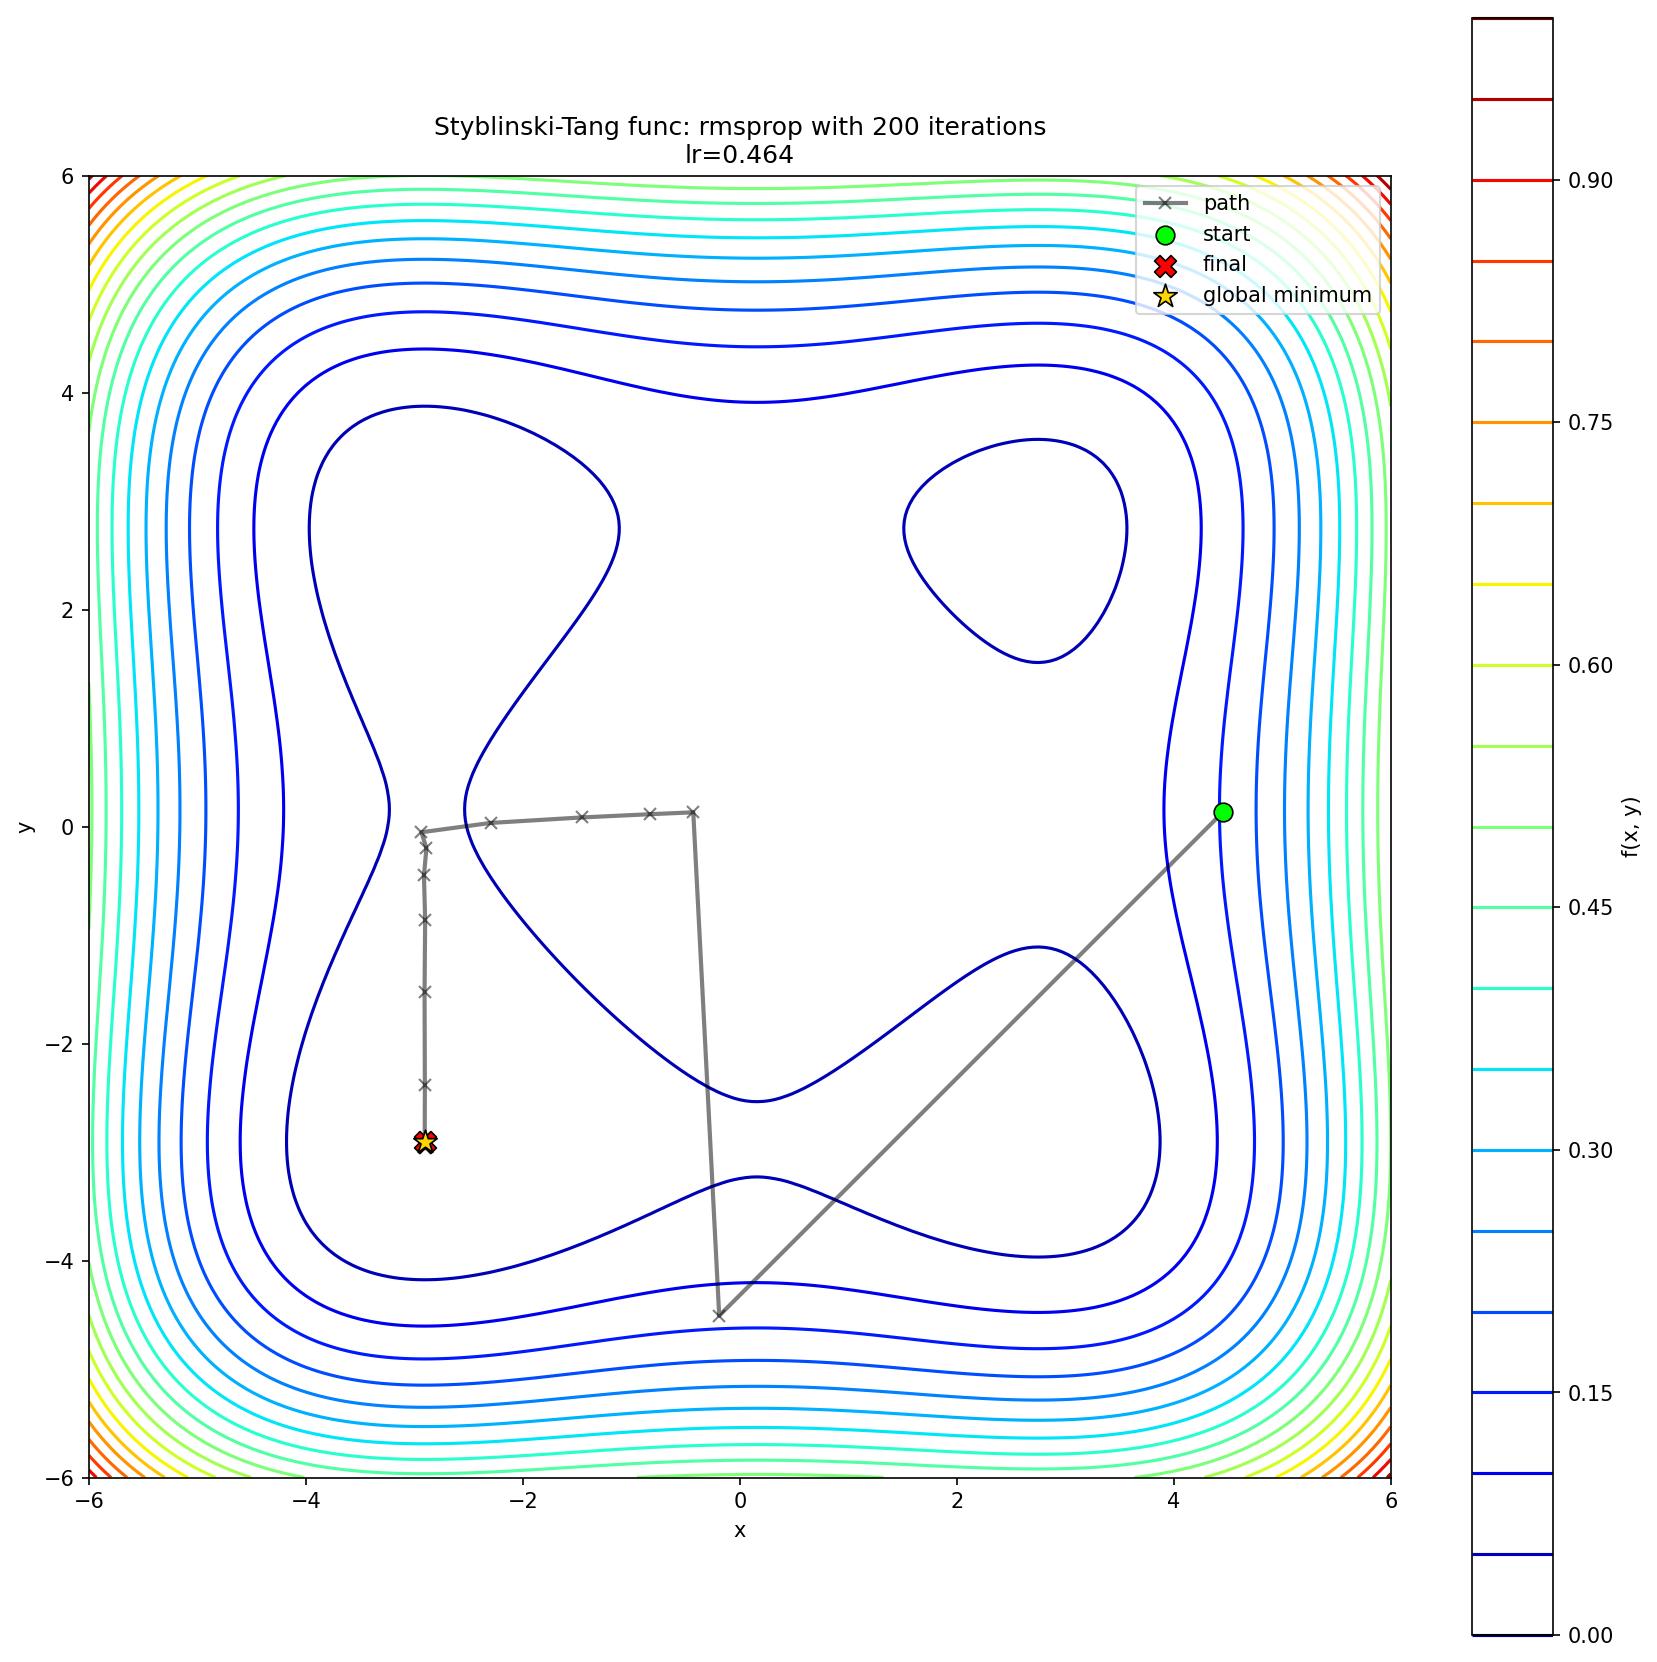 Styblinski-Tang func: rmsprop with 200 iterations
lr=0.464
path
start
final
global minimum
6
4
2
0
−2
−4
−6
y
−6 −4 −2 0 2 4 6
x
0.90
0.75
0.60
0.45
0.30
0.15
0.00
f(x, y)